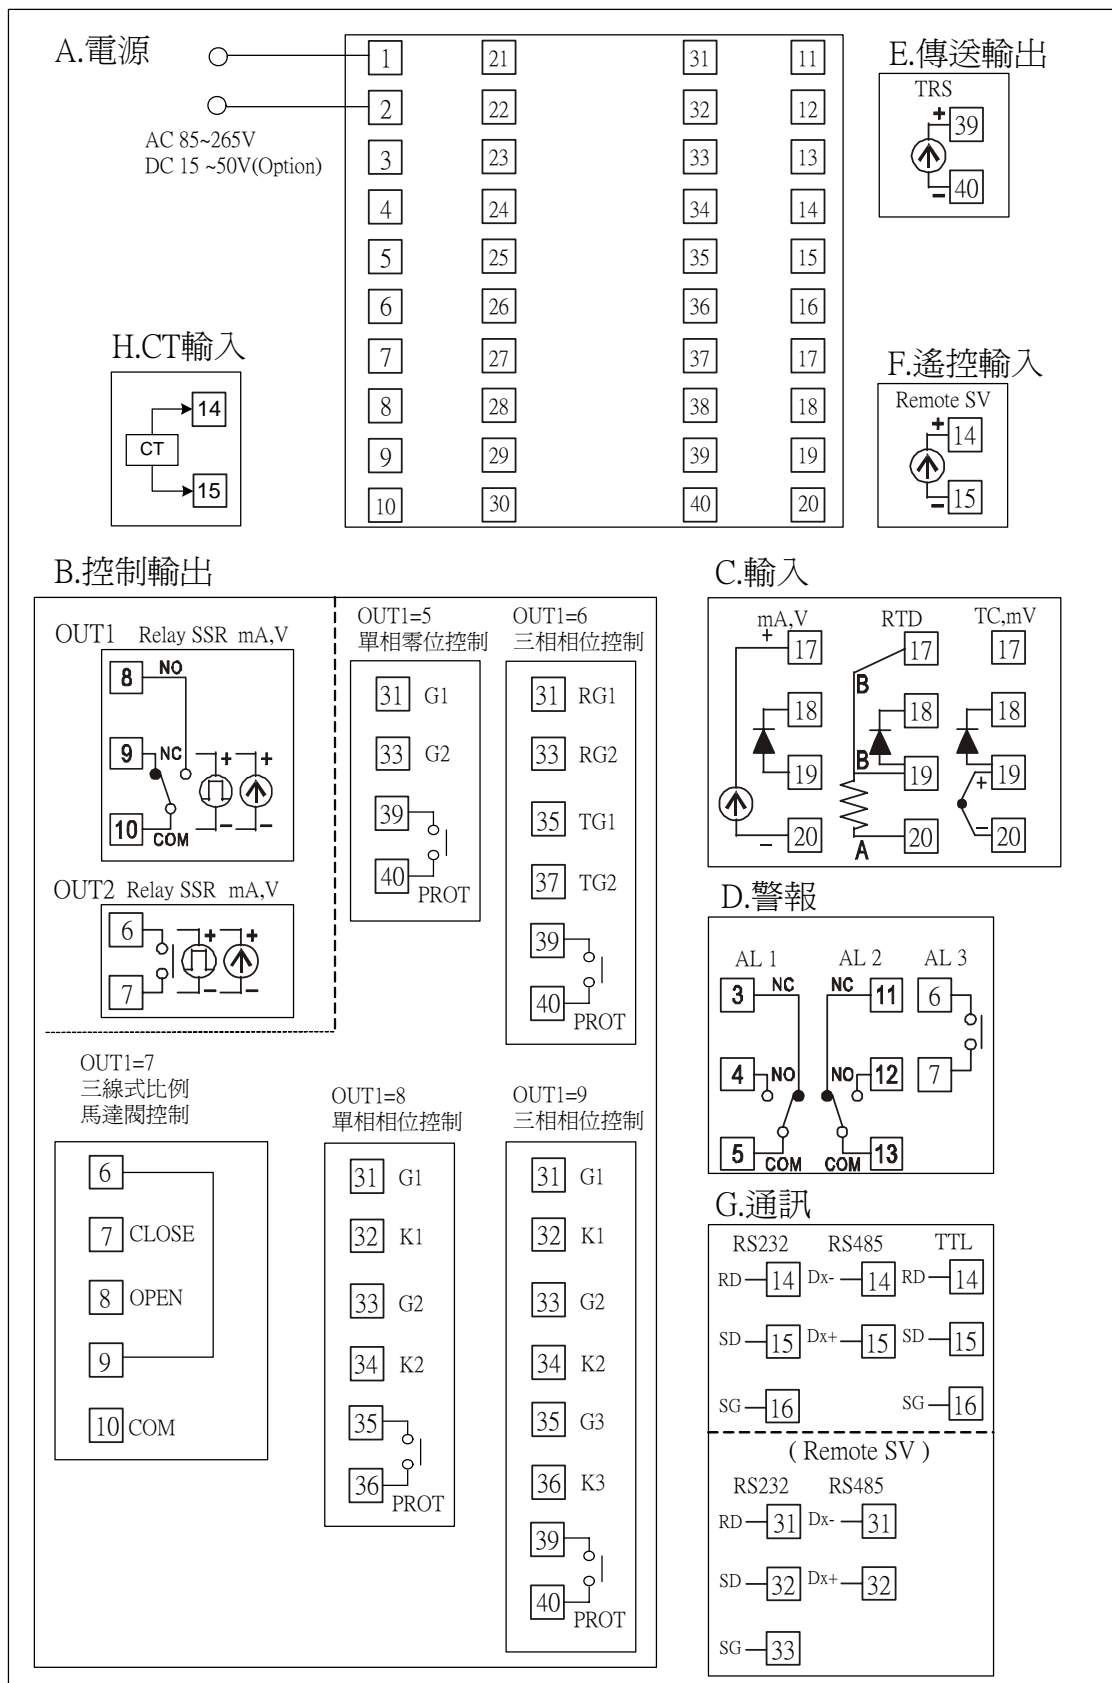 A.電源
AC 85~265V
DC 15 ~50V(Option)
1 21 31 11
2 22 32 12
3 23 33 13
4 24 34 14
5 25 35 15
6 26 36 16
7 27 37 17
8 28 38 18
9 29 39 19
10 30 40 20
E.傳送輸出
TRS
+ 39
− 40
H.CT輸入
CT
14
15
F.遙控輸入
Remote SV
+ 14
− 15
B.控制輸出
OUT1 Relay SSR mA,V
8 NO
9 NC + +
10 COM − −
OUT2 Relay SSR mA,V
6 + +
7 − −
OUT1=5
單相零位控制
31 G1
33 G2
39
40 PROT
OUT1=6
三相相位控制
31 RG1
33 RG2
35 TG1
37 TG2
39
40 PROT
OUT1=7
三線式比例
馬達閥控制
6
7 CLOSE
8 OPEN
9
10 COM
OUT1=8
單相相位控制
31 G1
32 K1
33 G2
34 K2
35
36 PROT
OUT1=9
三相相位控制
31 G1
32 K1
33 G2
34 K2
35 G3
36 K3
39
40 PROT
C.輸入
mA,V RTD TC,mV
+ 17 17 17
B
18 18 18
B
19 19 + 19
− 20 A 20 − 20
D.警報
AL 1 AL 2 AL 3
3 NC NC 11 6
4 NO NO 12 7
5 COM COM 13
G.通訊
RS232 RS485 TTL
RD 14 Dx- 14 RD 14
SD 15 Dx+ 15 SD 15
SG 16 SG 16
( Remote SV )
RS232 RS485
RD 31 Dx- 31
SD 32 Dx+ 32
SG 33